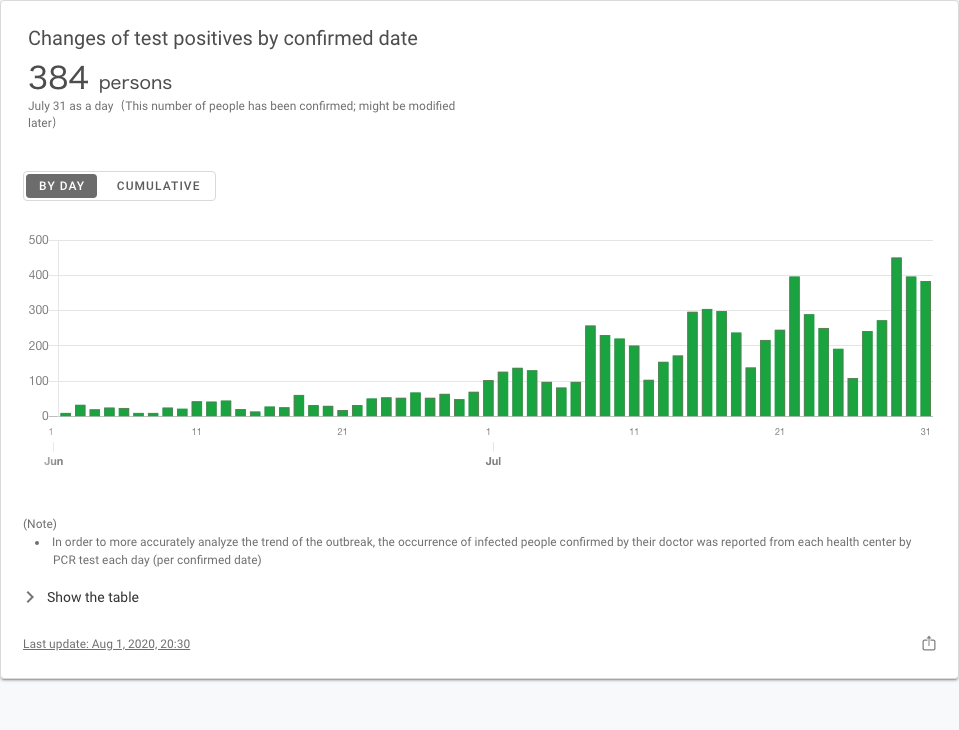 Changes of test positives by confirmed date
384 persons
July 31 as a day（This number of people has been confirmed; might be modified
later）
BY DAY CUMULATIVE
500
400
300
200
100
0
1 11 21 1 11 21 31
Jun Jul
(Note)
• In order to more accurately analyze the trend of the outbreak, the occurrence of infected people confirmed by their doctor was reported from each health center by
PCR test each day (per confirmed date)
Show the table
Last update: Aug 1, 2020, 20:30